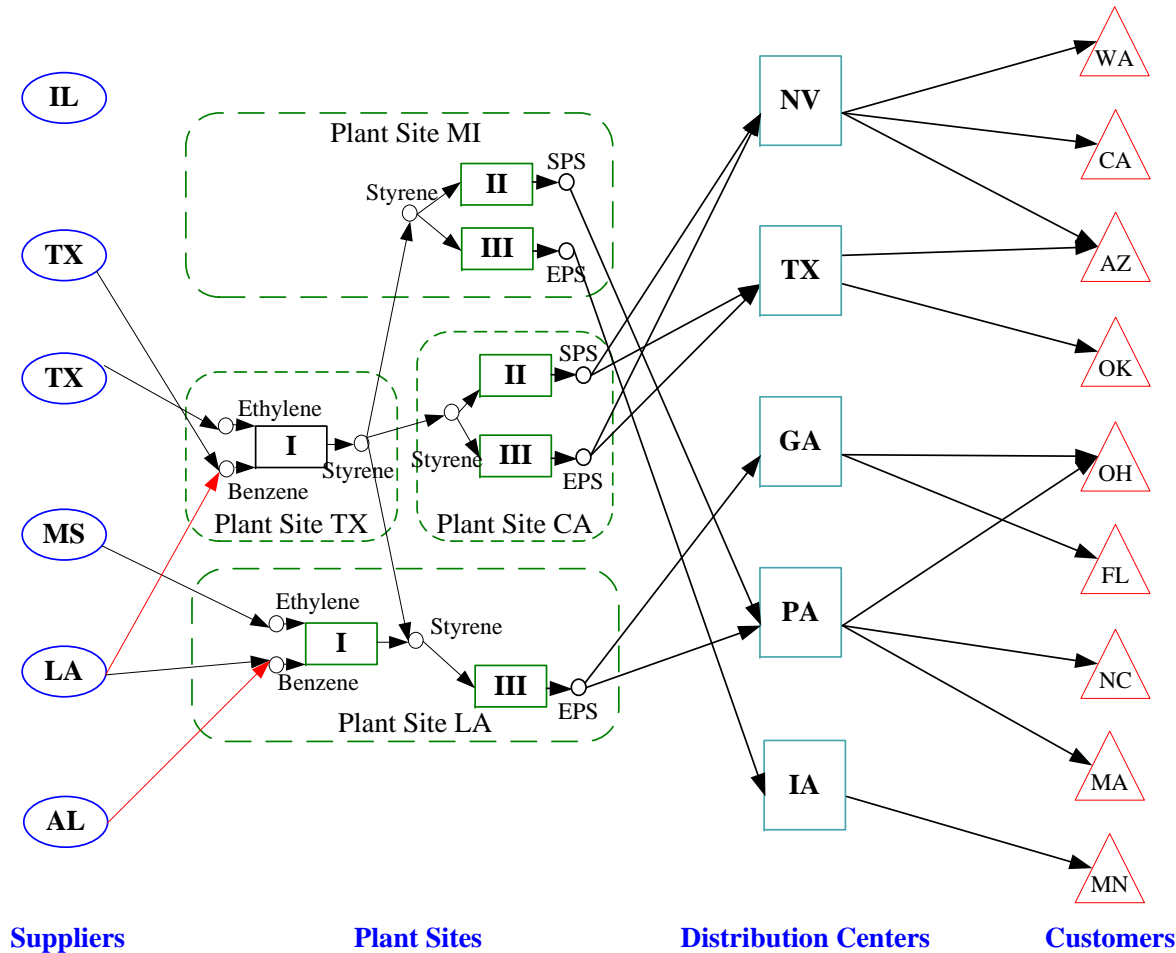 IL
TX
TX
MS
LA
AL
Plant Site MI
Styrene
II
SPS
III
EPS
Ethylene
I
Styrene
Benzene
Plant Site TX
SPS
II
Styrene
III
EPS
Plant Site CA
Ethylene
I
Styrene
Benzene
III
EPS
Plant Site LA
NV
TX
GA
PA
IA
WA
CA
AZ
OK
OH
FL
NC
MA
MN
Suppliers
Plant Sites
Distribution Centers
Customers